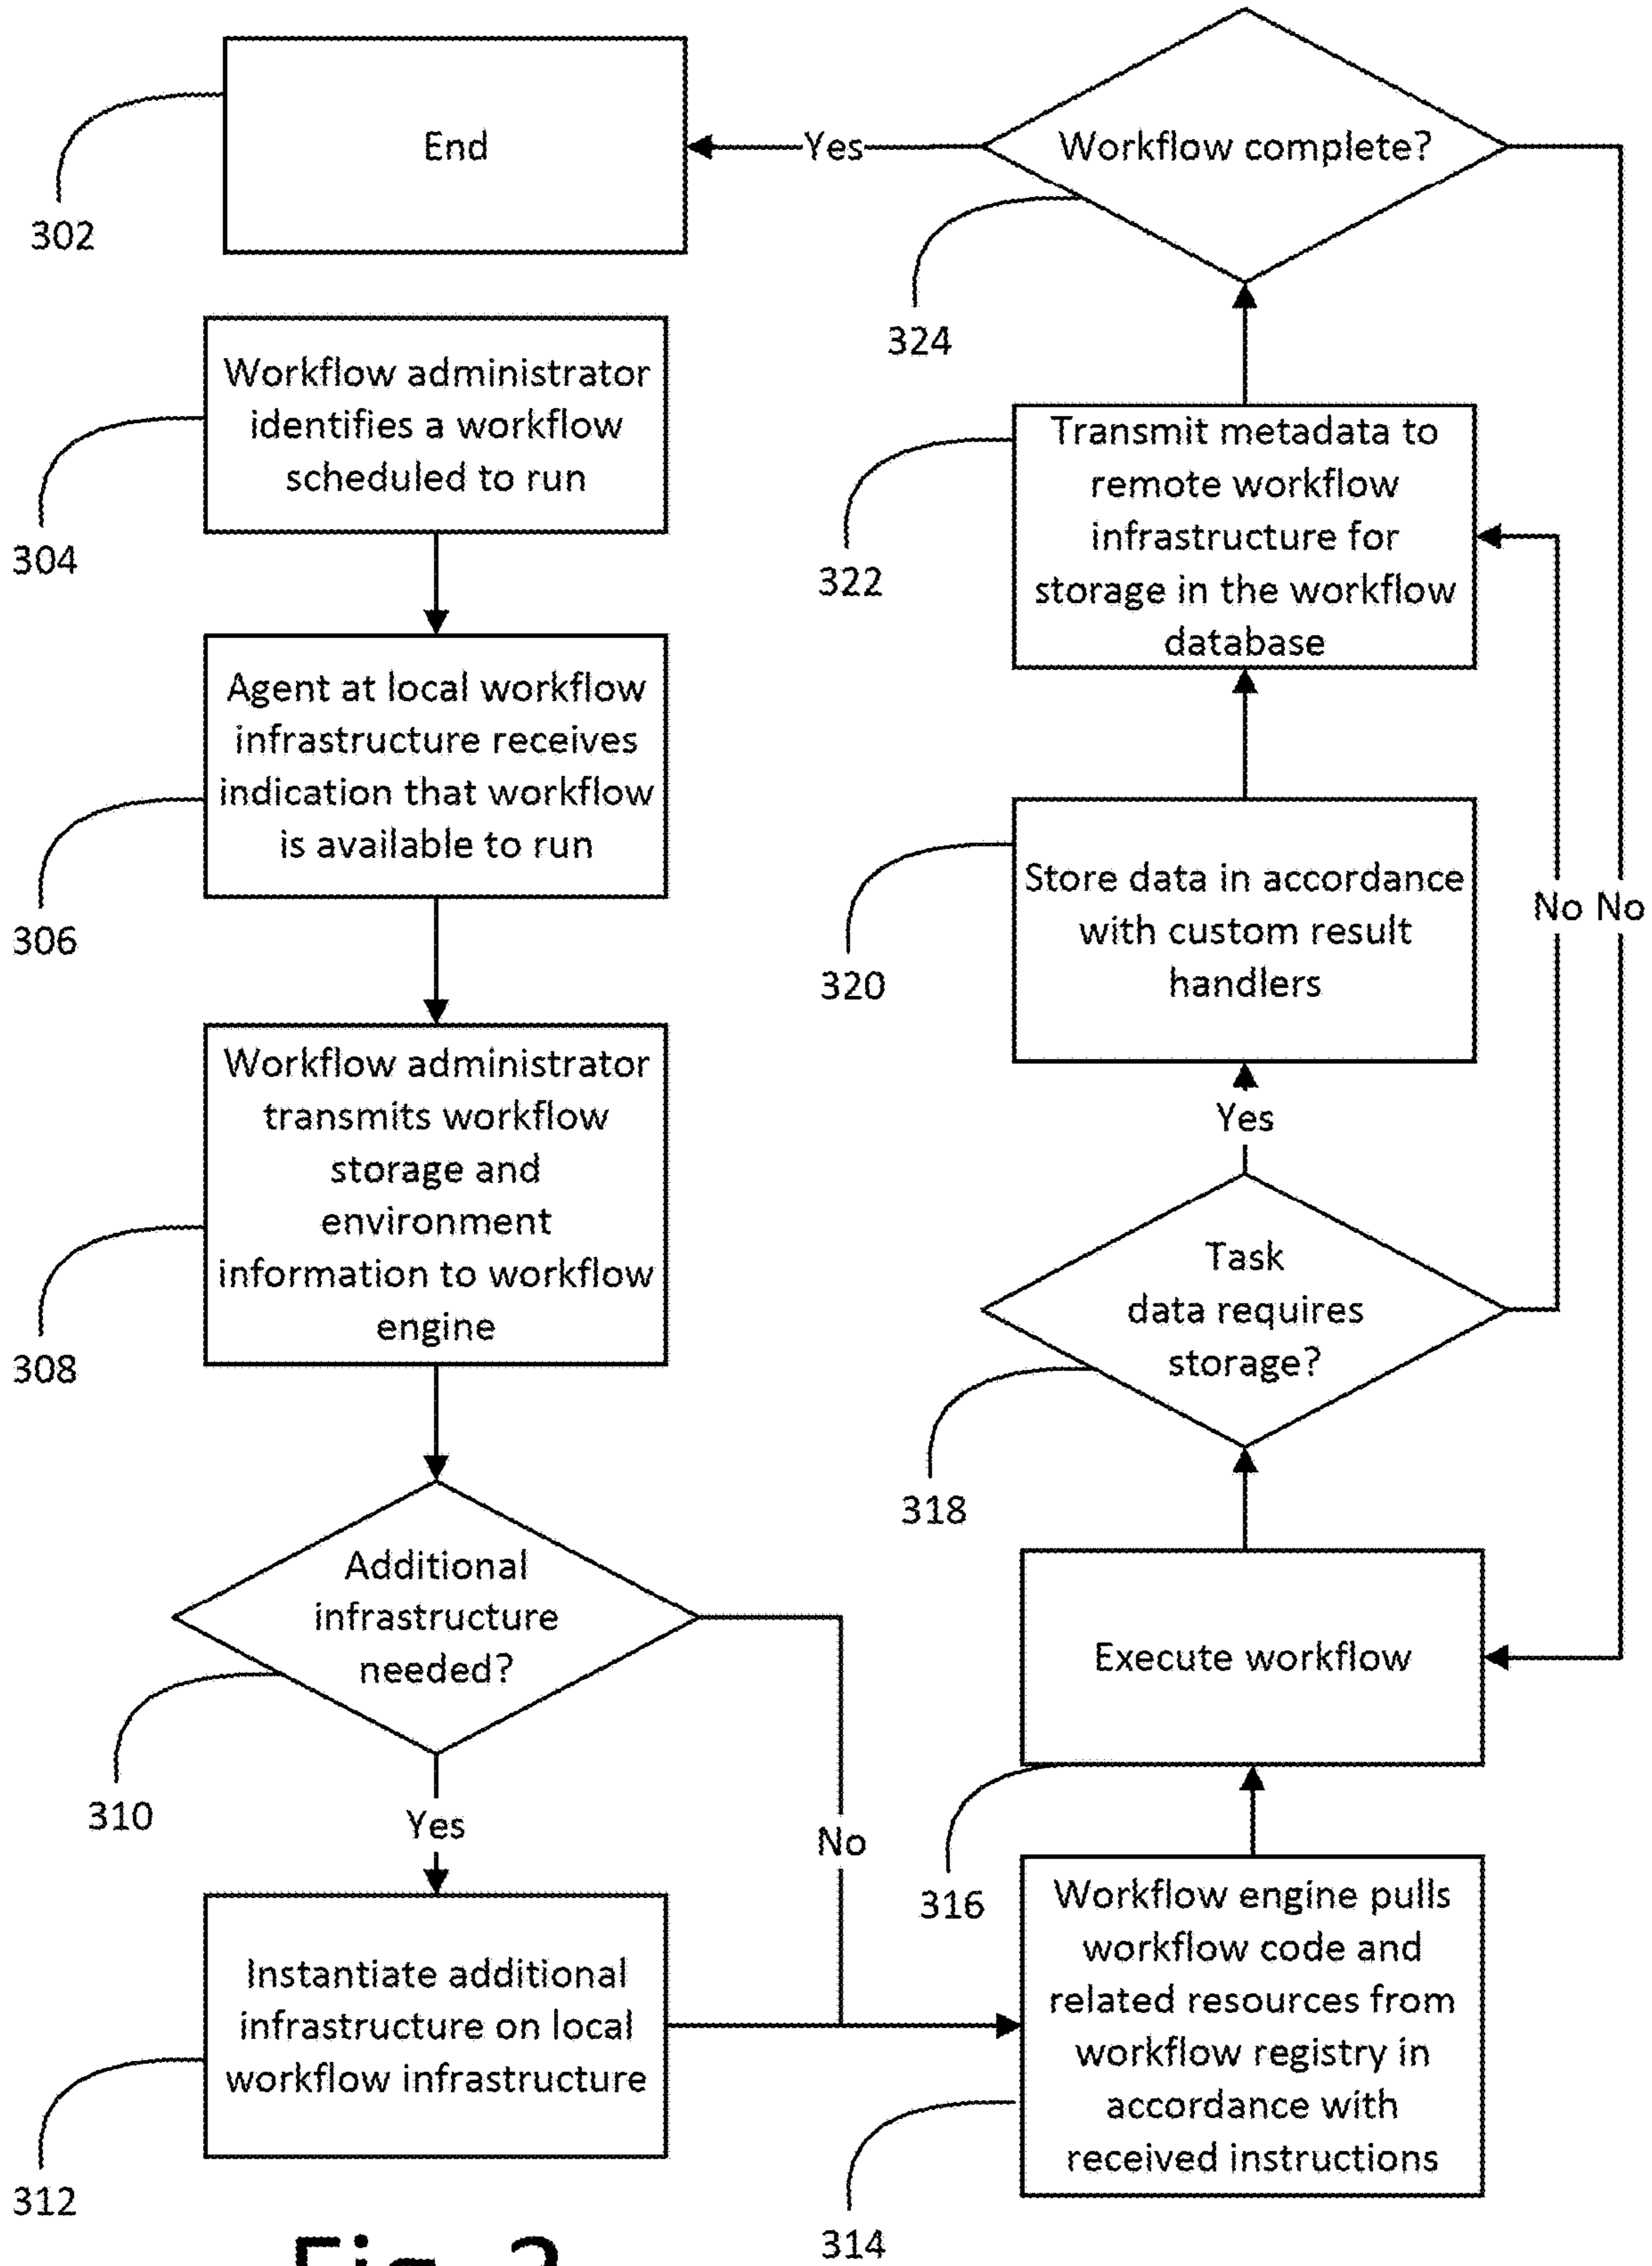 End
302
Workflow administrator
identifies a workflow
scheduled to run
304
Agent at local workflow
infrastructure receives
indication that workflow
is available to run
306
Workflow administrator
transmits workflow
storage and
environment
information to workflow
engine
308
Additional
infrastructure
needed?
310
Yes
No
Instantiate additional
infrastructure on local
workflow infrastructure
312
Workflow engine pulls
workflow code and
related resources from
workflow registry in
accordance with
received instructions
314
Execute workflow
316
Task
data requires
storage?
318
Yes
No
Store data in accordance
with custom result
handlers
320
Transmit metadata to
remote workflow
infrastructure for
storage in the workflow
database
322
Workflow complete?
324
Yes
No